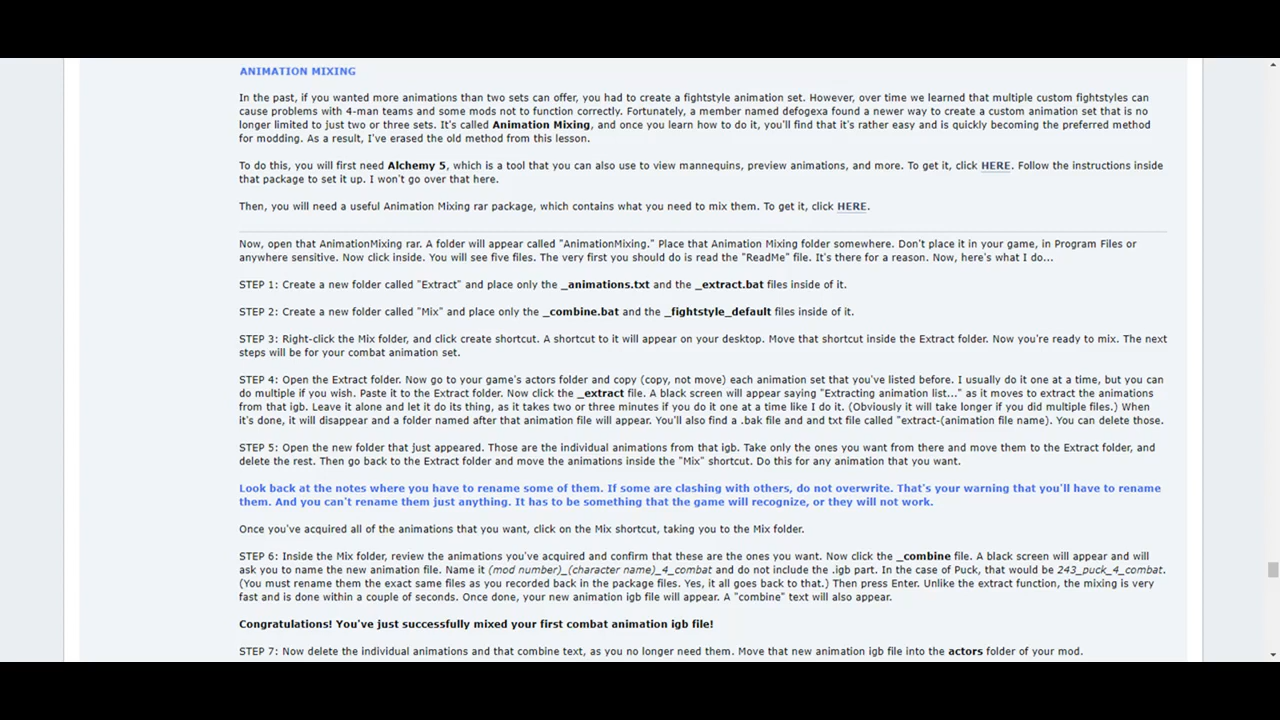 ANIMATION MIXING
In the past, if you wanted more animations than two sets can offer, you had to create a fightstyle animation set. However, over time we learned that multiple custom fightstyles can
cause problems with 4-man teams and some mods not to function correctly. Fortunately, a member named defogexa found a newer way to create a custom animation set that is no
longer limited to just two or three sets. It's called Animation Mixing, and once you learn how to do it, you'll find that it's rather easy and is quickly becoming the preferred method
for modding. As a result, I've erased the old method from this lesson.
To do this, you will first need Alchemy 5, which is a tool that you can also use to view mannequins, preview animations, and more. To get it, click HERE. Follow the instructions inside
that package to set it up. I won't go over that here.
Then, you will need a useful Animation Mixing rar package, which contains what you need to mix them. To get it, click HERE.
Now, open that AnimationMixing rar. A folder will appear called "AnimationMixing." Place that Animation Mixing folder somewhere. Don't place it in your game, in Program Files or
anywhere sensitive. Now click inside. You will see five files. The very first you should do is read the "ReadMe" file. It's there for a reason. Now, here's what I do...
STEP 1: Create a new folder called "Extract" and place only the _animations.txt and the _extract.bat files inside of it.
STEP 2: Create a new folder called "Mix" and place only the _combine.bat and the _fightstyle_default files inside of it.
STEP 3: Right-click the Mix folder, and click create shortcut. A shortcut to it will appear on your desktop. Move that shortcut inside the Extract folder. Now you're ready to mix. The next
steps will be for your combat animation set.
STEP 4: Open the Extract folder. Now go to your game's actors folder and copy (copy, not move) each animation set that you've listed before. I usually do it one at a time, but you can
do multiple if you wish. Paste it to the Extract folder. Now click the _extract file. A black screen will appear saying "Extracting animation list..." as it moves to extract the animations
from that igb. Leave it alone and let it do its thing, as it takes two or three minutes if you do it one at a time like I do it. (Obviously it will take longer if you did multiple files.) When
it's done, it will disappear and a folder named after that animation file will appear. You'll also find a .bak file and and txt file called "extract-(animation file name). You can delete those.
STEP 5: Open the new folder that just appeared. Those are the individual animations from that igb. Take only the ones you want from there and move them to the Extract folder, and
delete the rest. Then go back to the Extract folder and move the animations inside the "Mix" shortcut. Do this for any animation that you want.
Look back at the notes where you have to rename some of them. If some are clashing with others, do not overwrite. That's your warning that you'll have to rename
them. And you can't rename them just anything. It has to be something that the game will recognize, or they will not work.
Once you've acquired all of the animations that you want, click on the Mix shortcut, taking you to the Mix folder.
STEP 6: Inside the Mix folder, review the animations you've acquired and confirm that these are the ones you want. Now click the _combine file. A black screen will appear and will
ask you to name the new animation file. Name it (mod number)_(character name)_4_combat and do not include the .igb part. In the case of Puck, that would be 243_puck_4_combat.
(You must rename them the exact same files as you recorded back in the package files. Yes, it all goes back to that.) Then press Enter. Unlike the extract function, the mixing is very
fast and is done within a couple of seconds. Once done, your new animation igb file will appear. A "combine" text will also appear.
Congratulations! You've just successfully mixed your first combat animation igb file!
STEP 7: Now delete the individual animations and that combine text, as you no longer need them. Move that new animation igb file into the actors folder of your mod.